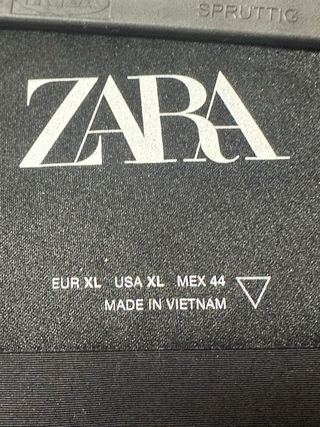 SPRUTTIG
ZARA
EUR XL USA XL MEX 44
MADE IN VIETNAM